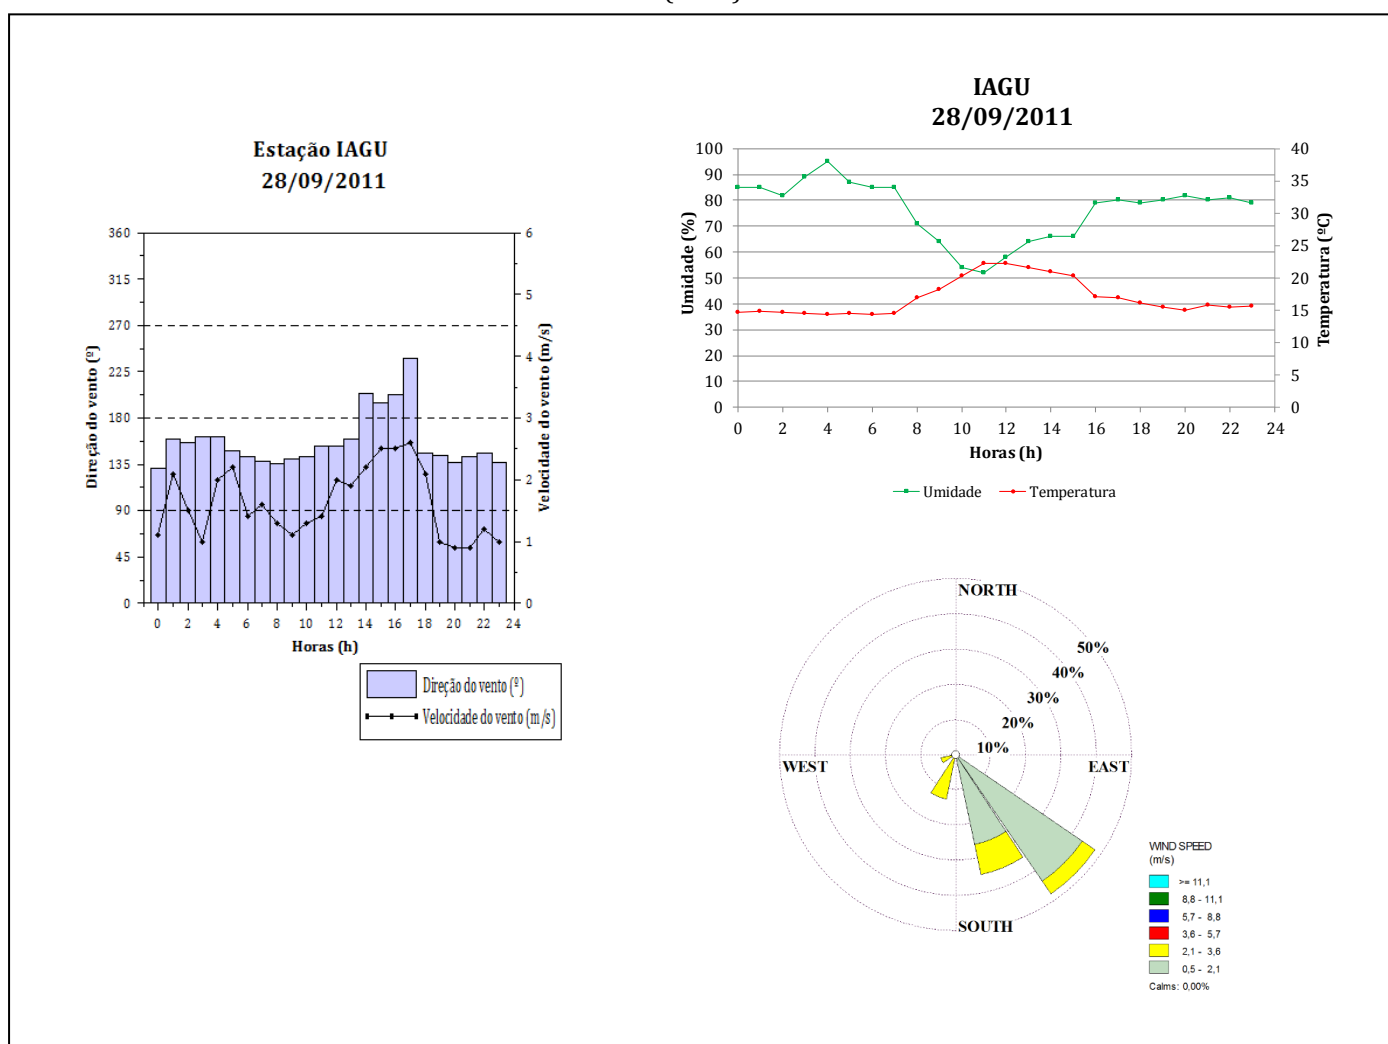 Estação IAGU
28/09/2011
360
315
270
225
180
135
90
45
0
Direção do vento (º)
6
5
4
3
2
1
0
Velocidade do vento (m/s)
0 2 4 6 8 10 12 14 16 18 20 22 24
Horas (h)
Direção do vento (º)
Velocidade do vento (m/s)
IAGU
28/09/2011
100
90
80
70
60
50
40
30
20
10
0
Umidade (%)
40
35
30
25
20
15
10
5
0
Temperatura (ºC)
0 2 4 6 8 10 12 14 16 18 20 22 24
Horas (h)
Umidade Temperatura
NORTH
50%
40%
30%
20%
10%
WEST
EAST
SOUTH
WIND SPEED
(m/s)
>= 11,1
8,8 - 11,1
5,7 - 8,8
3,6 - 5,7
2,1 - 3,6
0,5 - 2,1
Calms: 0,00%